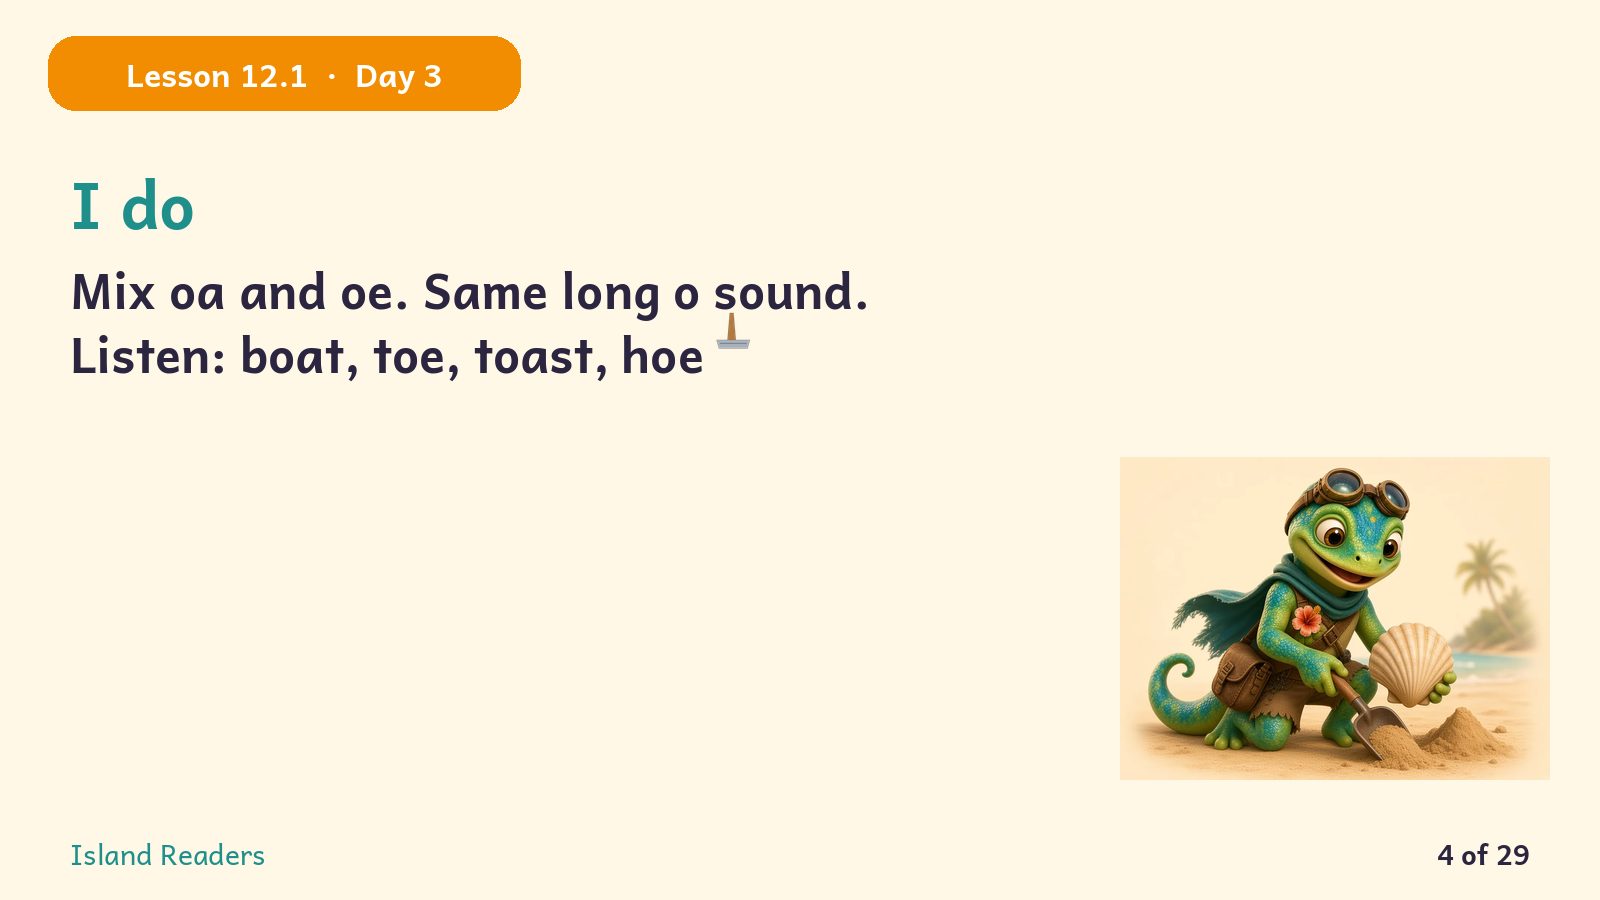 Lesson 12.1 · Day 3
I do
Mix oa and oe. Same long o sound.
Listen: boat, toe, toast, hoe
Island Readers
4 of 29